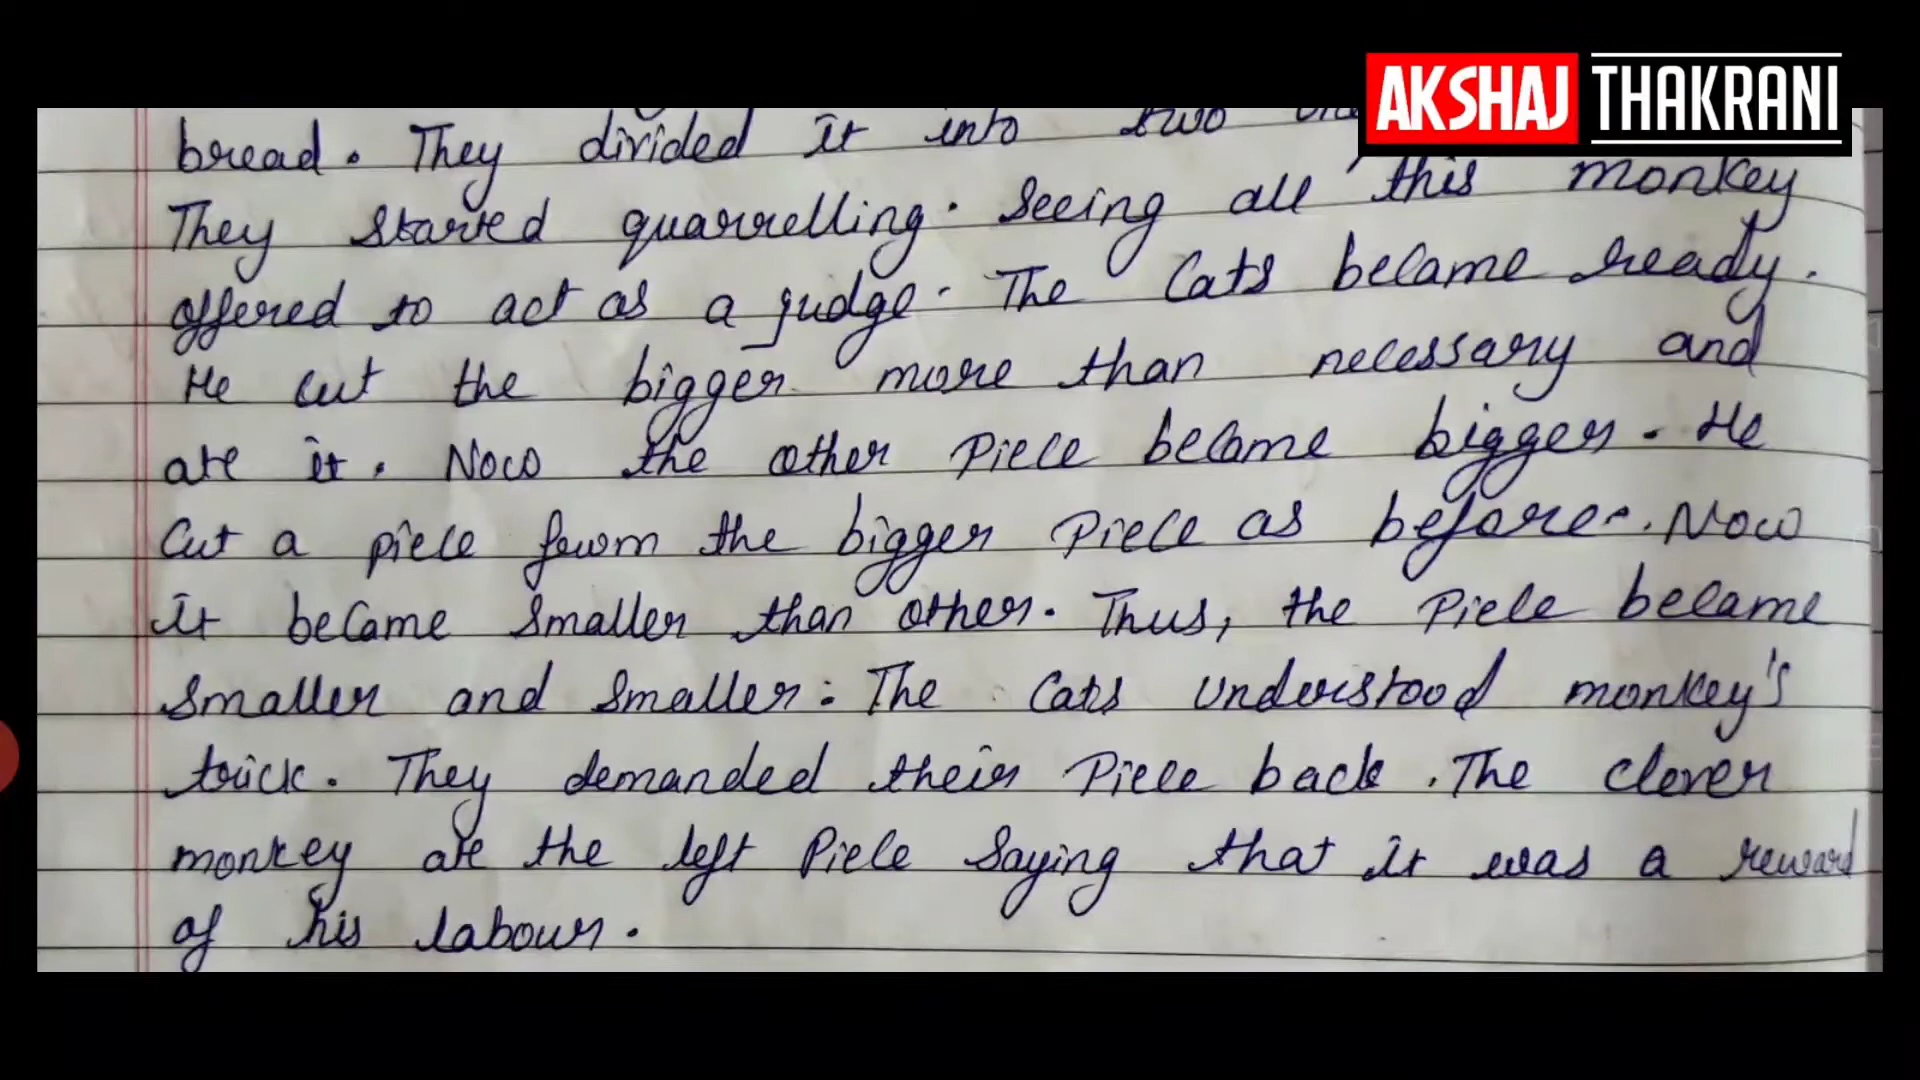 AKSHAJ THAKRANI
bread. They divided it into two
They started quarrelling. Seeing all this monkey
offered to act as a judge. The Cats became ready.
He cut the bigger more than necessary and
ate it. Now the other Piece became bigger. He
Cut a piece from the bigger Piece as before. Now
it became smaller than other. Thus, the Piece became
smaller and smaller. The Cats understood monkey's
trick. They demanded their Piece back. The clever
monkey ate the left Piece saying that it was a reward
of his labour.